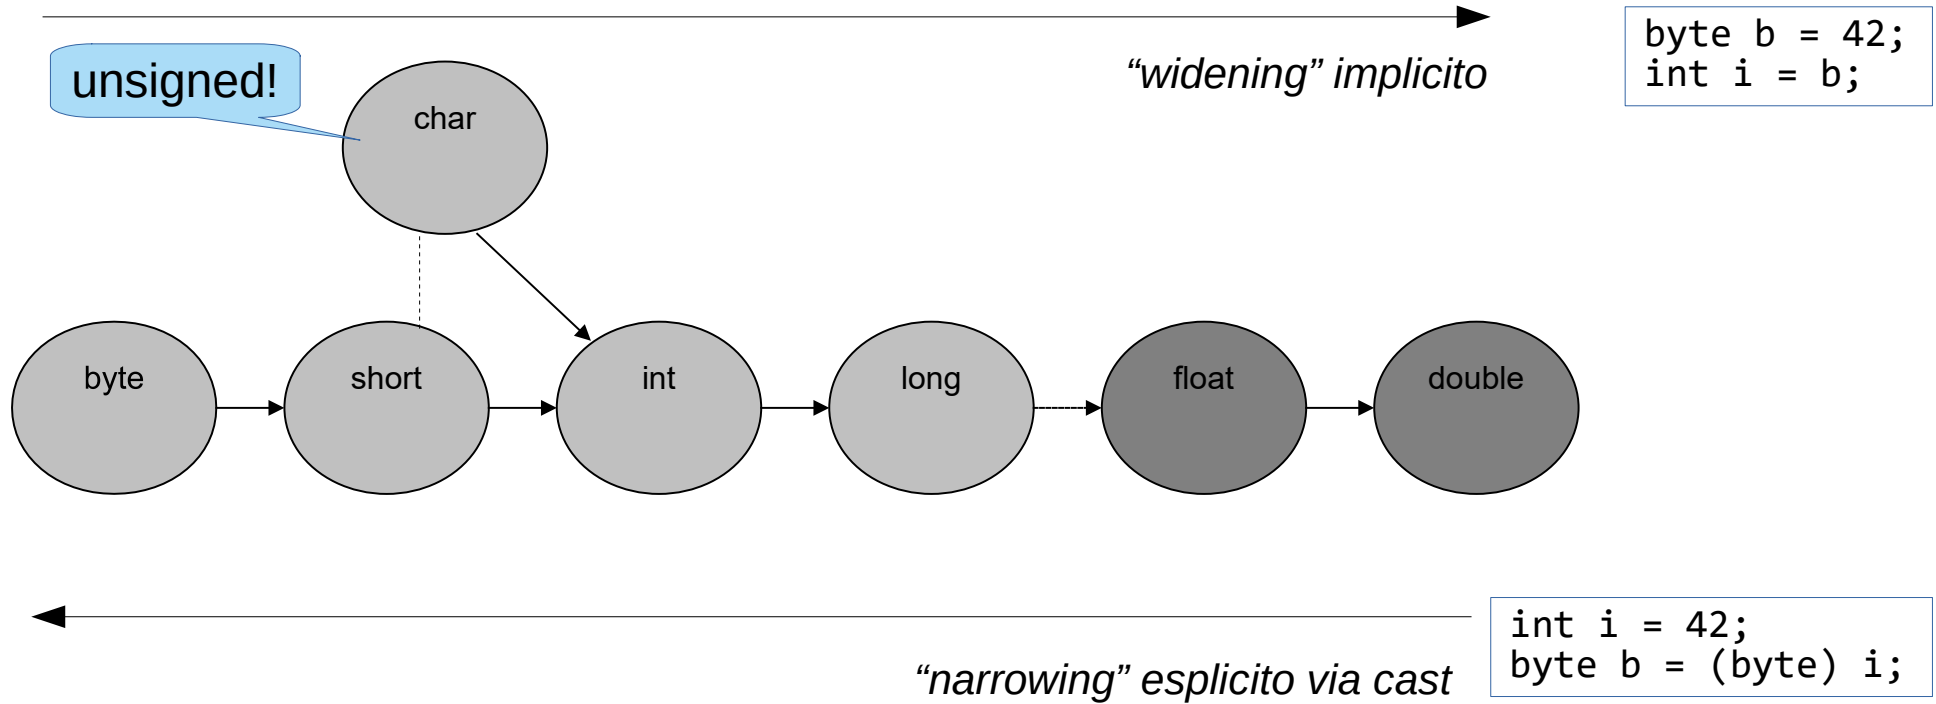 byte b = 42;
int i = b;
“widening” implicito
unsigned!
char
byte
short
int
long
float
double
int i = 42;
byte b = (byte) i;
“narrowing” esplicito via cast